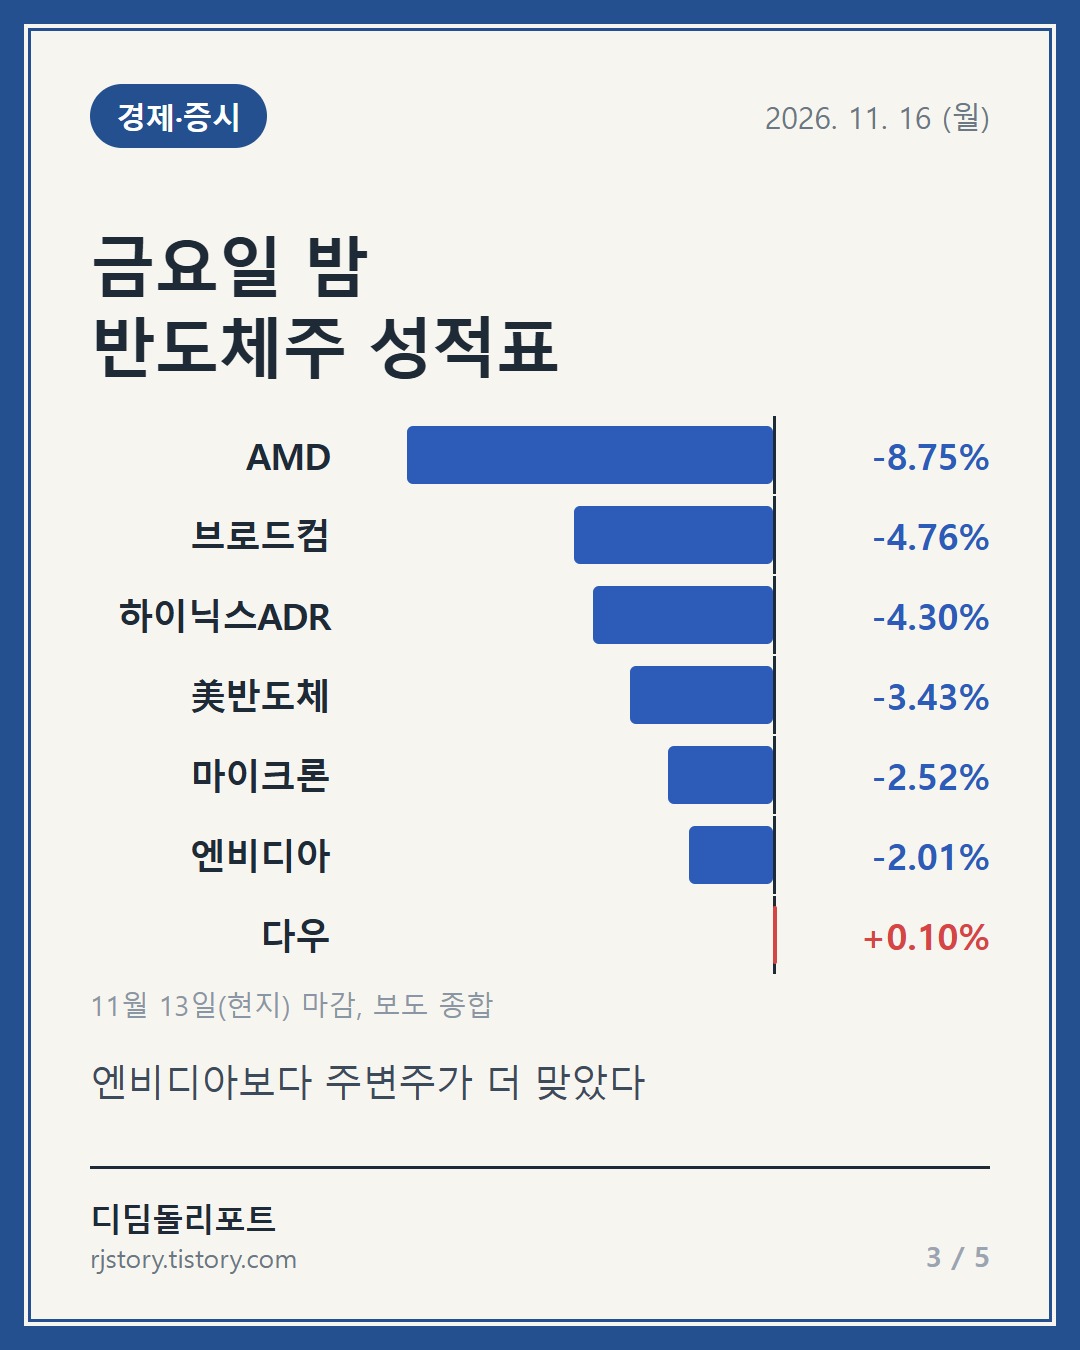 경제·증시
2026. 11. 16 (월)
금요일 밤
반도체주 성적표
AMD -8.75%
브로드컴 -4.76%
하이닉스ADR -4.30%
美반도체 -3.43%
마이크론 -2.52%
엔비디아 -2.01%
다우 +0.10%
11월 13일(현지) 마감, 보도 종합
엔비디아보다 주변주가 더 맞았다
디딤돌리포트
rjstory.tistory.com
3 / 5